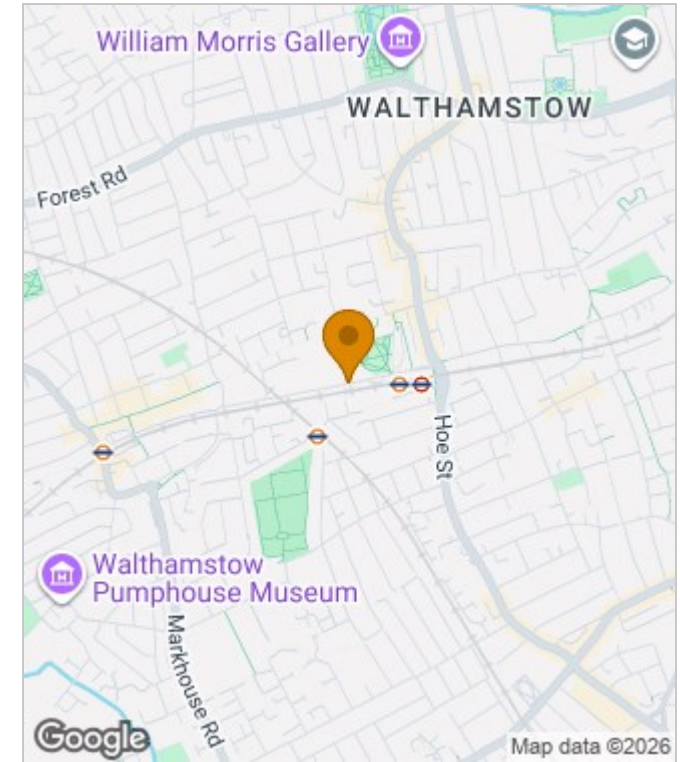 William Morris Gallery
WALTHAMSTOW
Forest Rd
Hoe St
Walthamstow
Pumphouse Museum
Markhouse Rd
Google
Map data ©2026